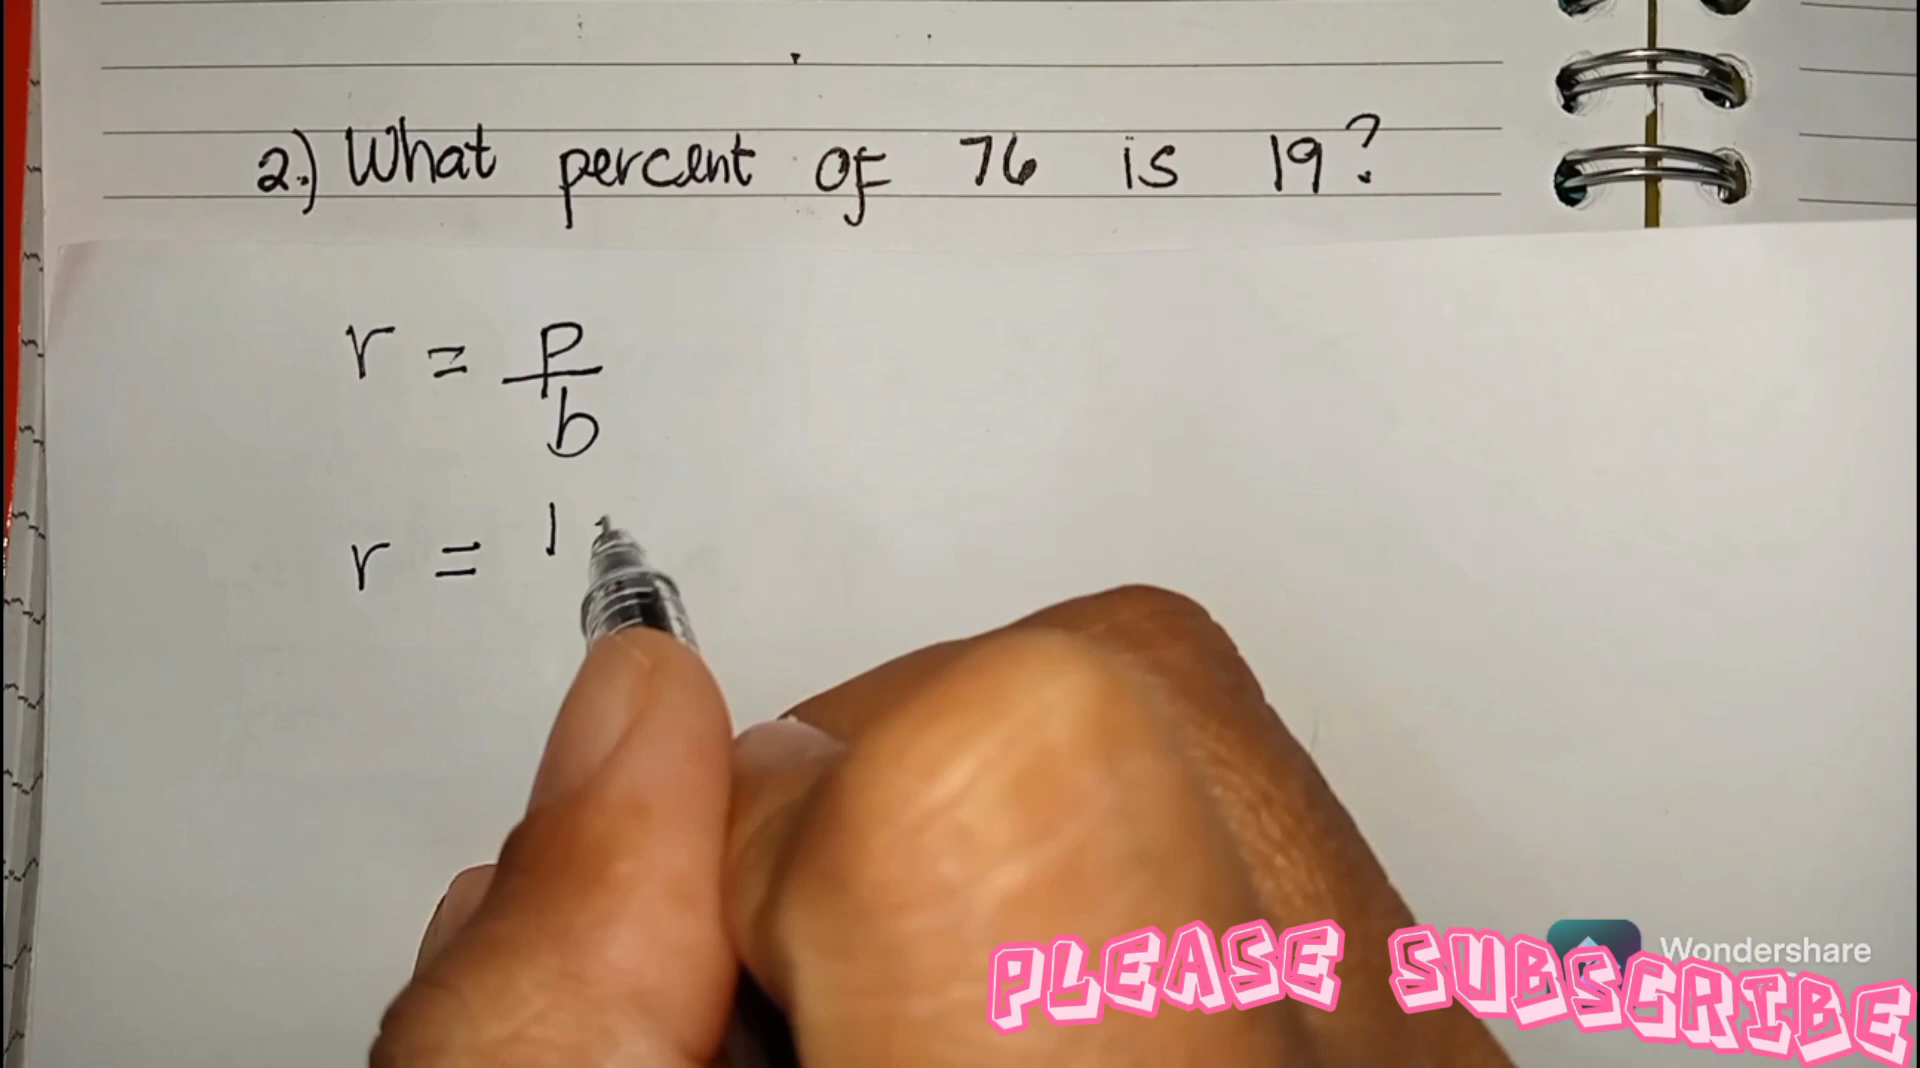 2.) What percent of 76 is 19?
r = P
b
r = 1
Wondershare
PLEASE SUBSCRIBE